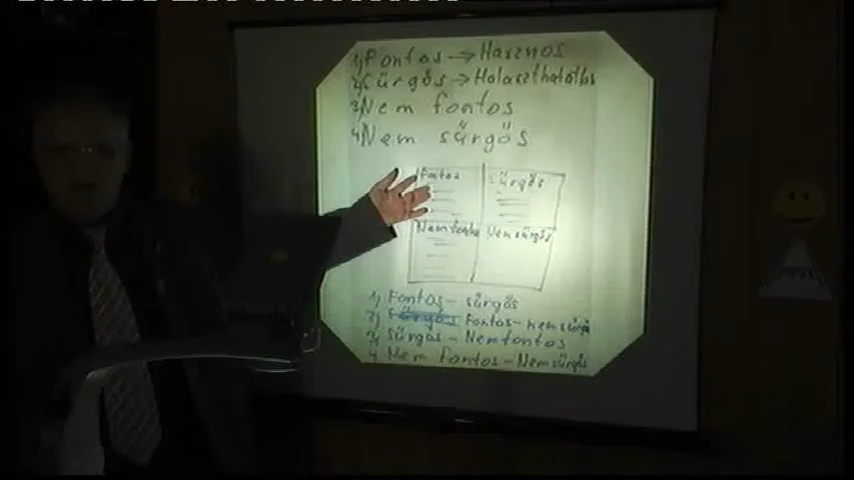 1) Fontos → Hasznos
2) Sürgős → Halaszthatatlan
3) Nem fontos
4) Nem sürgős
Fontos sürgős
Nem fontos Nem sürgős
1) Fontos - sürgős
2) Sürgős Fontos - nem sürgős
3) Sürgős - Nem fontos
4) Nem fontos - Nem sürgős